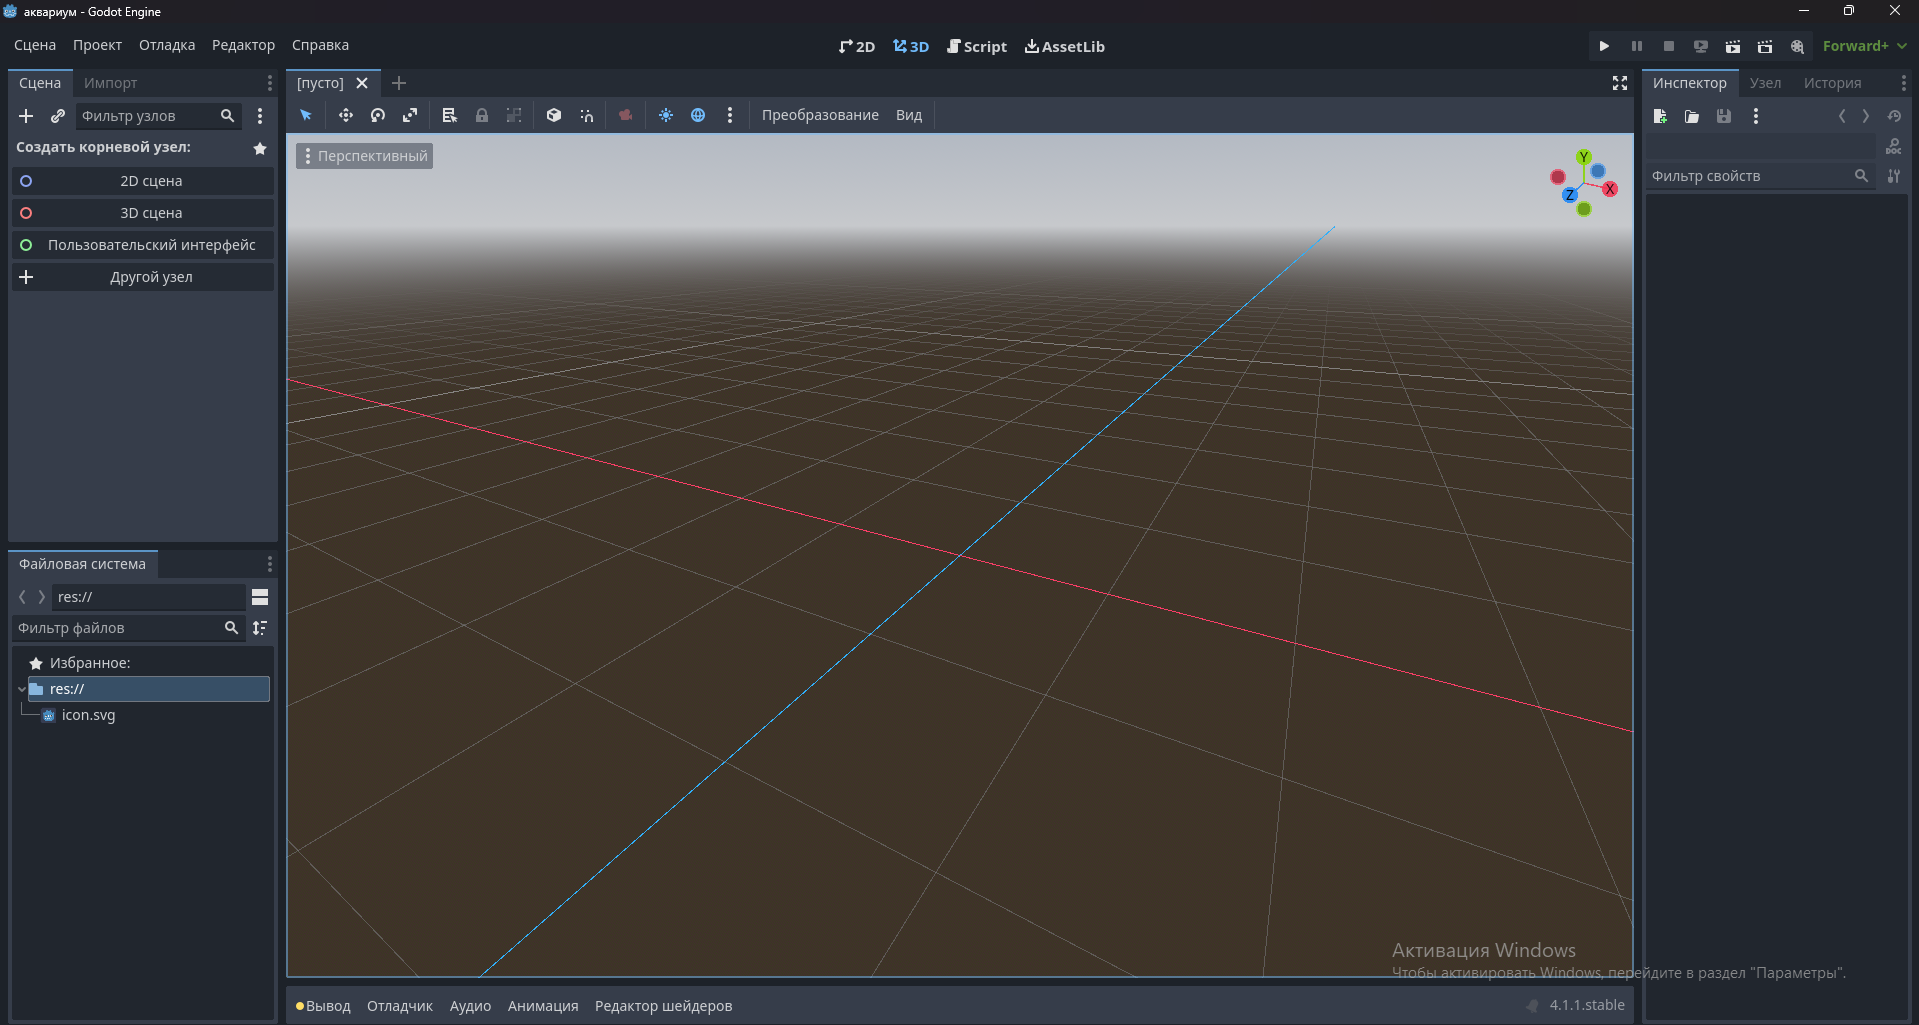 аквариум - Godot Engine
Сцена Проект Отладка Редактор Справка
2D 3D Script AssetLib
Forward+
Сцена Импорт
[пусто]
Инспектор Узел История
Фильтр узлов
Преобразование Вид
Создать корневой узел:
DOC
Перспективный
Y
X
Z
Фильтр свойств
2D сцена
3D сцена
Пользовательский интерфейс
Другой узел
Файловая система
res://
Фильтр файлов
Избранное:
res://
icon.svg
Активация Windows
Чтобы активировать Windows, перейдите в раздел "Параметры".
Вывод Отладчик Аудио Анимация Редактор шейдеров
4.1.1.stable